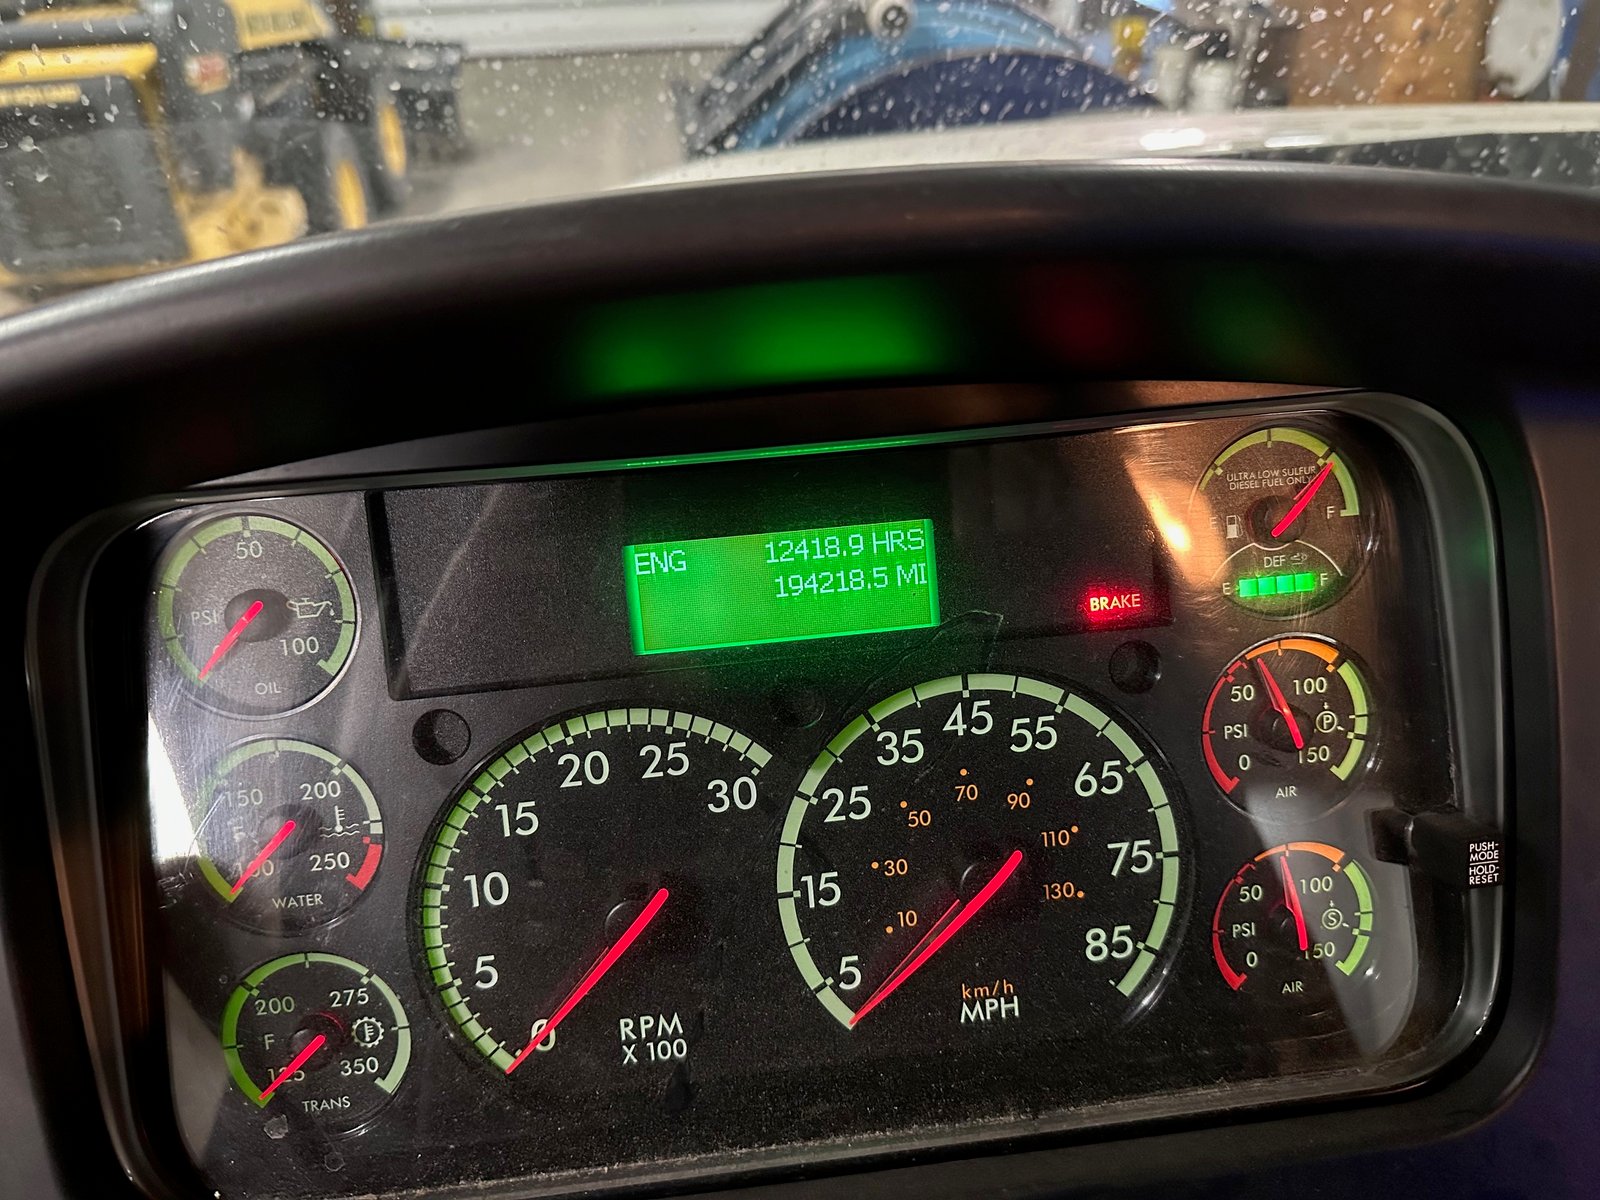 ENG 12418.9 HRS
194218.5 MI
BRAKE
50
PSI
100
OIL
150
200
100
250
WATER
200
275
F
125
350
TRANS
0
5
10
15
20
25
30
RPM
X 100
5
15
25
35
45
55
65
75
85
10
30
50
70
90
110
130
km/h
MPH
ULTRA LOW SULFUR
DIESEL FUEL ONLY
E
F
DEF
E
F
50
100
PSI
P
0
150
AIR
50
100
PSI
S
0
150
AIR
PUSH-
MODE
HOLD-
RESET